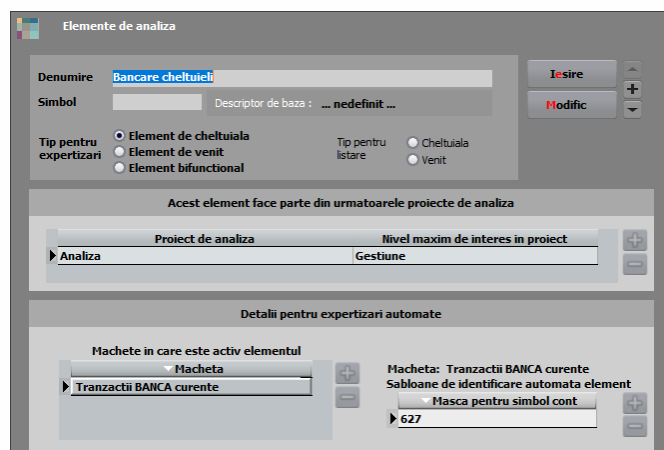 Elemente de analiza
Denumire Bancare cheltuieli
Iesire
Simbol Descriptor de baza : ... nedefinit ...
Modific
Tip pentru expertizari
Element de cheltuiala
Element de venit
Element bifunctional
Tip pentru listare
Cheltuiala
Venit
Acest element face parte din urmatoarele proiecte de analiza
Proiect de analiza Nivel maxim de interes in proiect
Analiza Gestiune
Detalii pentru expertizari automate
Machete in care este activ elementul
Macheta
Tranzactii BANCA curente
Macheta: Tranzactii BANCA curente
Sabloane de identificare automata element
Masca pentru simbol cont
627